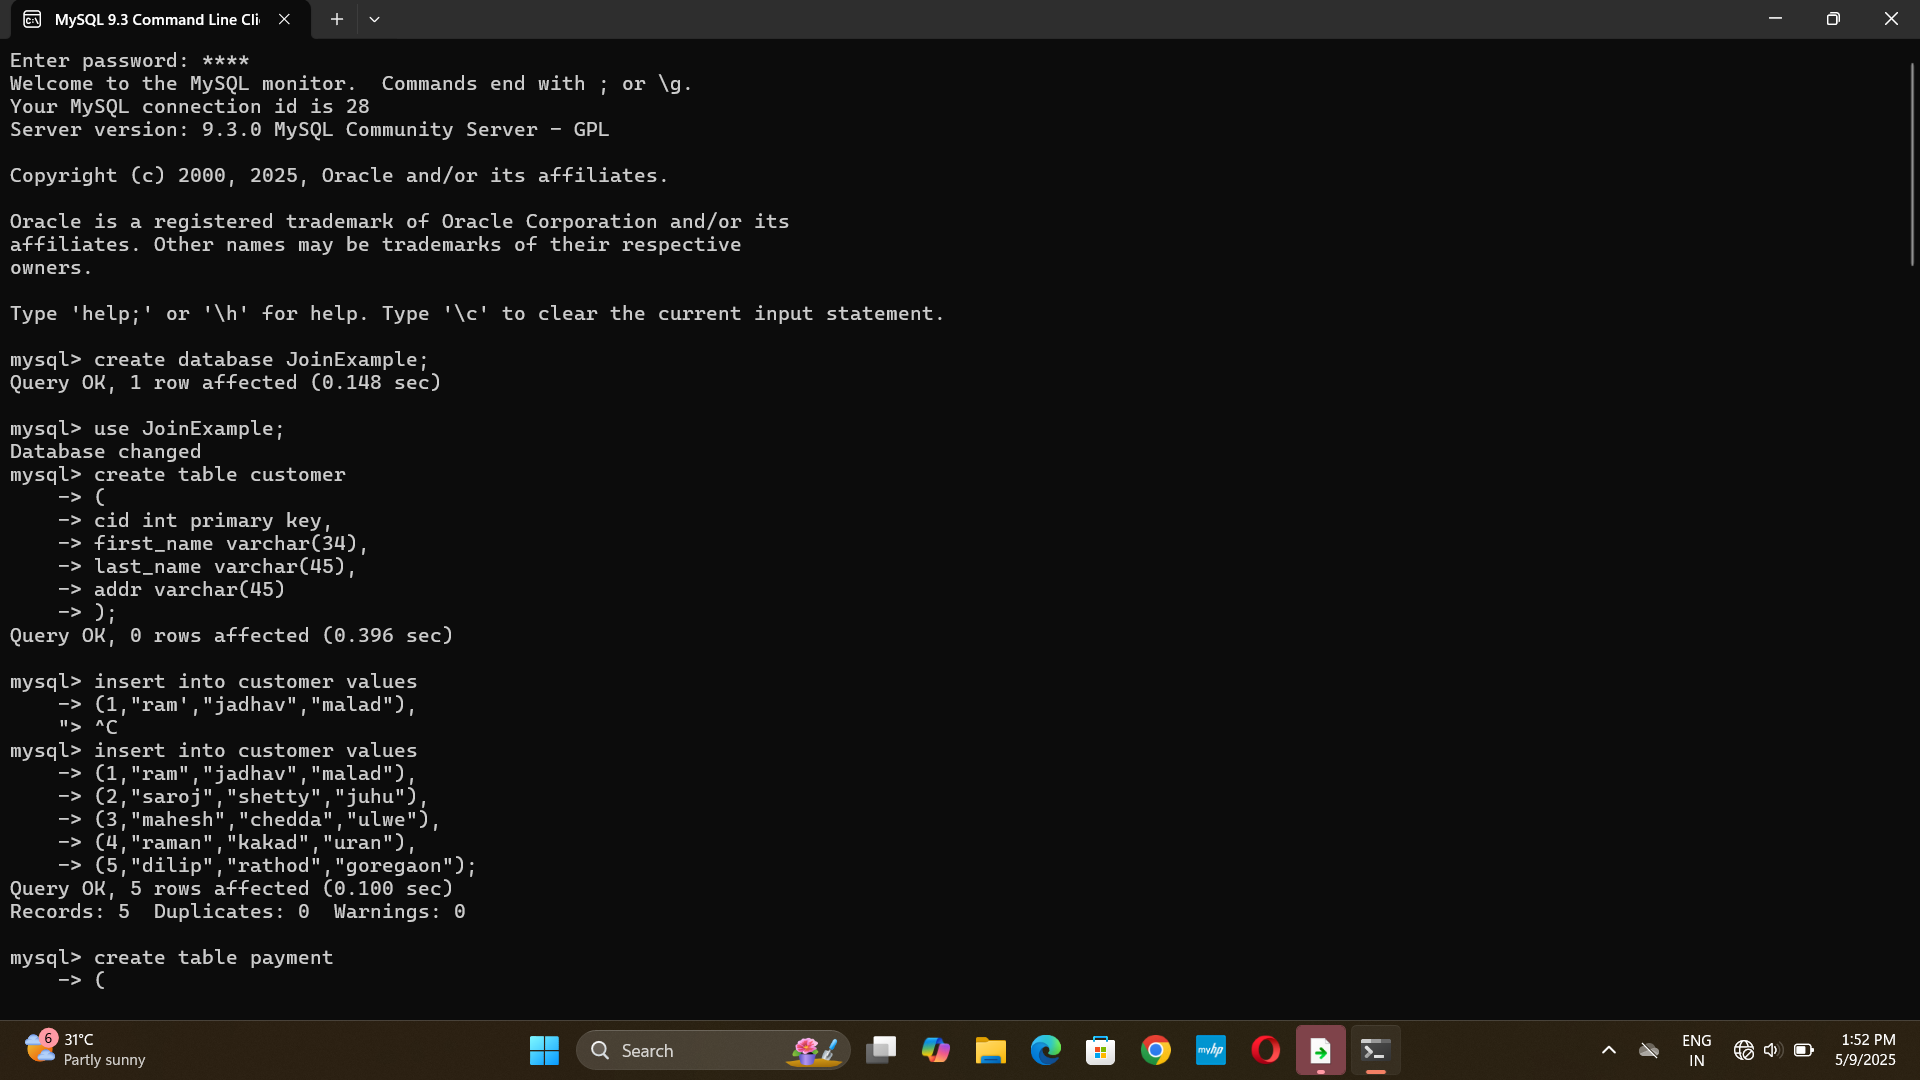 MySQL 9.3 Command Line Cli
Enter password: ****
Welcome to the MySQL monitor.  Commands end with ; or \g.
Your MySQL connection id is 28
Server version: 9.3.0 MySQL Community Server - GPL
Copyright (c) 2000, 2025, Oracle and/or its affiliates.
Oracle is a registered trademark of Oracle Corporation and/or its
affiliates. Other names may be trademarks of their respective
owners.
Type 'help;' or '\h' for help. Type '\c' to clear the current input statement.
mysql> create database JoinExample;
Query OK, 1 row affected (0.148 sec)
mysql> use JoinExample;
Database changed
mysql> create table customer
    -> (
    -> cid int primary key,
    -> first_name varchar(34),
    -> last_name varchar(45),
    -> addr varchar(45)
    -> );
Query OK, 0 rows affected (0.396 sec)
mysql> insert into customer values
    -> (1,"ram',"jadhav","malad"),
    "> ^C
mysql> insert into customer values
    -> (1,"ram","jadhav","malad"),
    -> (2,"saroj","shetty","juhu"),
    -> (3,"mahesh","chedda","ulwe"),
    -> (4,"raman","kakad","uran"),
    -> (5,"dilip","rathod","goregaon");
Query OK, 5 rows affected (0.100 sec)
Records: 5  Duplicates: 0  Warnings: 0
mysql> create table payment
    -> (
6
31°C
Partly sunny
Search
myhp
ENG
IN
1:52 PM
5/9/2025